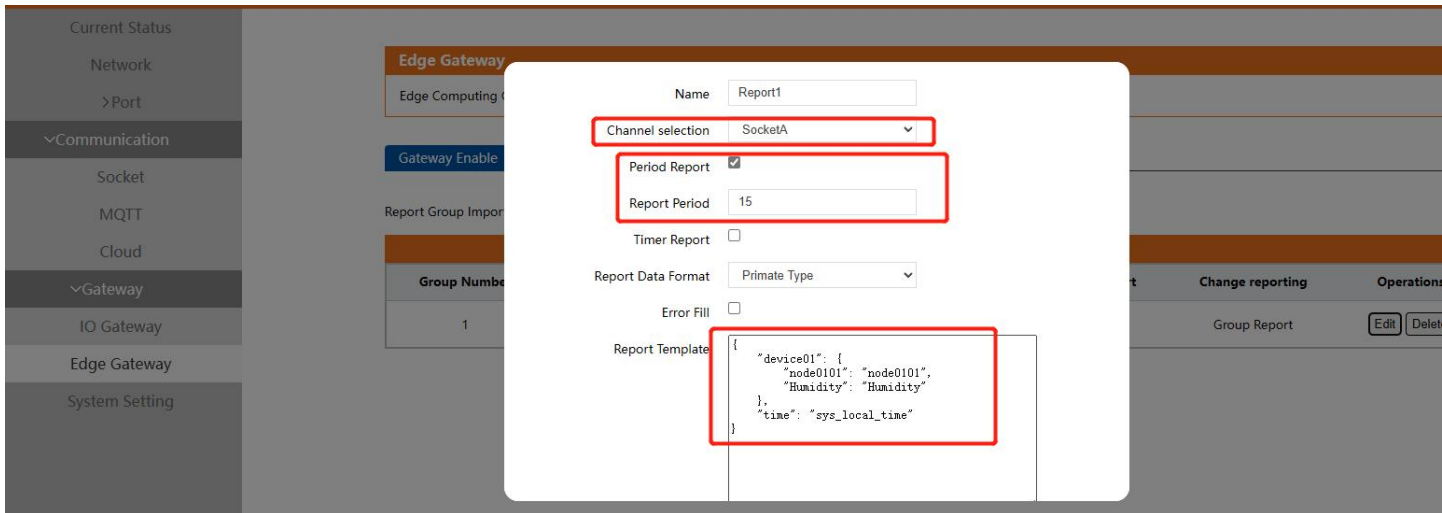 Current Status
Network
>Port
Communication
Socket
MQTT
Cloud
Gateway
IO Gateway
Edge Gateway
System Setting
Edge Gateway
Edge Computing
Gateway Enable
Report Group Impor
Group Numbe
Change reporting
Operations
1
Group Report
Edit Delet
Name Report1
Channel selection SocketA
Period Report
Report Period 15
Timer Report
Report Data Format Primate Type
Error Fill
Report Template
{
"device01": {
"node0101": "node0101",
"Humidity": "Humidity"
},
"time": "sys_local_time"
}